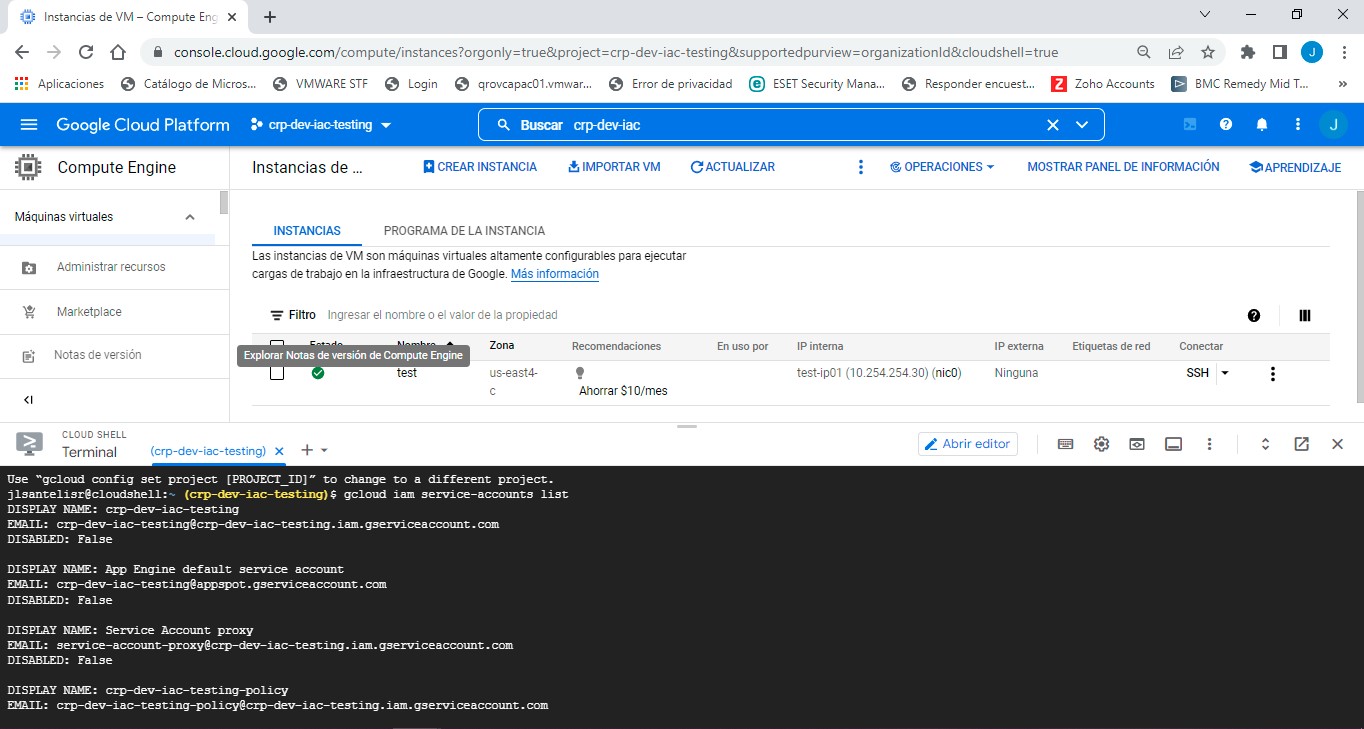 Instancias de VM – Compute Eng
console.cloud.google.com/compute/instances?orgonly=true&project=crp-dev-iac-testing&supportedpurview=organizationId&cloudshell=true
J
Aplicaciones Catálogo de Micros... VMWARE STF Login qrovcapac01.vmwar... Error de privacidad ESET Security Mana... Responder encuest... Zoho Accounts BMC Remedy Mid T... »
Google Cloud Platform crp-dev-iac-testing Buscar crp-dev-iac J
Compute Engine Instancias de ... CREAR INSTANCIA IMPORTAR VM ACTUALIZAR OPERACIONES MOSTRAR PANEL DE INFORMACIÓN APRENDIZAJE
Máquinas virtuales
Administrar recursos
Marketplace
Notas de versión
INSTANCIAS PROGRAMA DE LA INSTANCIA
Las instancias de VM son máquinas virtuales altamente configurables para ejecutar
cargas de trabajo en la infraestructura de Google. Más información
Filtro Ingresar el nombre o el valor de la propiedad
Estado Nombre Zona Recomendaciones En uso por IP interna IP externa Etiquetas de red Conectar
Explorar Notas de versión de Compute Engine
test us-east4- test-ip01 (10.254.254.30) (nic0) Ninguna SSH
c Ahorrar $10/mes
CLOUD SHELL
Terminal (crp-dev-iac-testing) Abrir editor
Use “gcloud config set project [PROJECT_ID]” to change to a different project.
jlsantelisr@cloudshell:~ (crp-dev-iac-testing)$ gcloud iam service-accounts list
DISPLAY NAME: crp-dev-iac-testing
EMAIL: crp-dev-iac-testing@crp-dev-iac-testing.iam.gserviceaccount.com
DISABLED: False
DISPLAY NAME: App Engine default service account
EMAIL: crp-dev-iac-testing@appspot.gserviceaccount.com
DISABLED: False
DISPLAY NAME: Service Account proxy
EMAIL: service-account-proxy@crp-dev-iac-testing.iam.gserviceaccount.com
DISABLED: False
DISPLAY NAME: crp-dev-iac-testing-policy
EMAIL: crp-dev-iac-testing-policy@crp-dev-iac-testing.iam.gserviceaccount.com